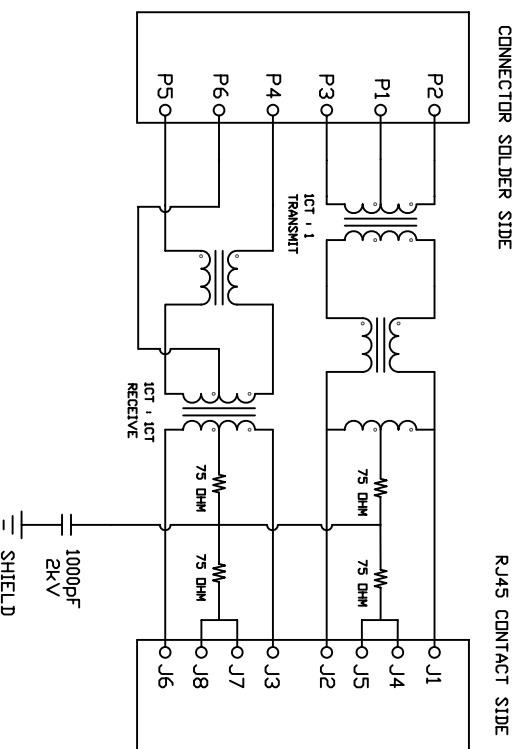 CONNECTOR SOLDER SIDE
RJ45 CONTACT SIDE
P2
P1
P3
P4
P6
P5
1CT : 1
TRANSMIT
1CT : 1CT
RECEIVE
75 OHM
75 OHM
75 OHM
75 OHM
J1
J4
J5
J2
J3
J7
J8
J6
1000pF
2kV
SHIELD